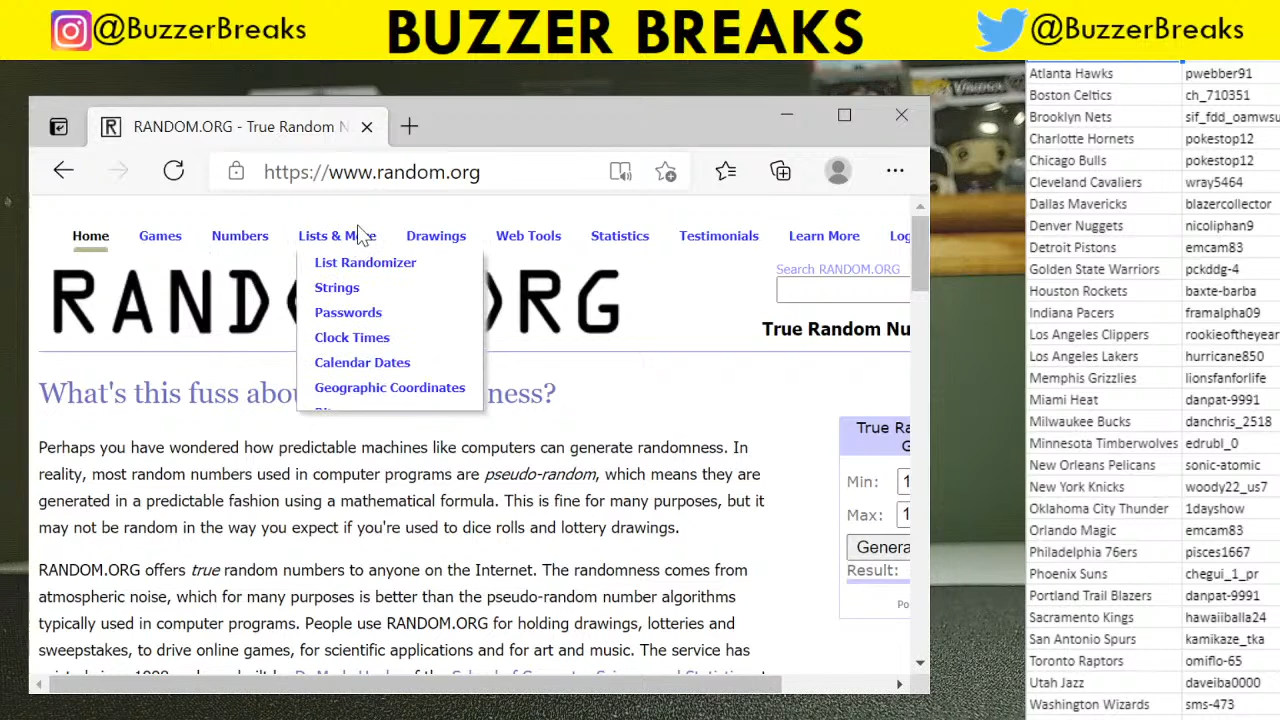 @BuzzerBreaks
BUZZER BREAKS
@BuzzerBreaks
RANDOM.ORG - True Random N
https://www.random.org
Home
Games
Numbers
Lists & More
Drawings
Web Tools
Statistics
Testimonials
Learn More
Log
List Randomizer
Strings
Passwords
Clock Times
Calendar Dates
Geographic Coordinates
Search RANDOM.ORG
True Random Nu
What's this fuss abo ness?
Perhaps you have wondered how predictable machines like computers can generate randomness. In
reality, most random numbers used in computer programs are pseudo-random, which means they are
generated in a predictable fashion using a mathematical formula. This is fine for many purposes, but it
may not be random in the way you expect if you're used to dice rolls and lottery drawings.
RANDOM.ORG offers true random numbers to anyone on the Internet. The randomness comes from
atmospheric noise, which for many purposes is better than the pseudo-random number algorithms
typically used in computer programs. People use RANDOM.ORG for holding drawings, lotteries and
sweepstakes, to drive online games, for scientific applications and for art and music. The service has
True Ra
G
Min: 1
Max: 1
Genera
Result:
Po
Atlanta Hawks pwebber91
Boston Celtics ch_710351
Brooklyn Nets sif_fdd_oamwsu
Charlotte Hornets pokestop12
Chicago Bulls pokestop12
Cleveland Cavaliers wray5464
Dallas Mavericks blazercollector
Denver Nuggets nicoliphan9
Detroit Pistons emcam83
Golden State Warriors pckddg-4
Houston Rockets baxte-barba
Indiana Pacers framalpha09
Los Angeles Clippers rookieoftheyear
Los Angeles Lakers hurricane850
Memphis Grizzlies lionsfanforlife
Miami Heat danpat-9991
Milwaukee Bucks danchris_2518
Minnesota Timberwolves edrubl_0
New Orleans Pelicans sonic-atomic
New York Knicks woody22_us7
Oklahoma City Thunder 1dayshow
Orlando Magic emcam83
Philadelphia 76ers pisces1667
Phoenix Suns chegui_1_pr
Portland Trail Blazers danpat-9991
Sacramento Kings hawaiiballa24
San Antonio Spurs kamikaze_tka
Toronto Raptors omiflo-65
Utah Jazz daveiba0000
Washington Wizards sms-473